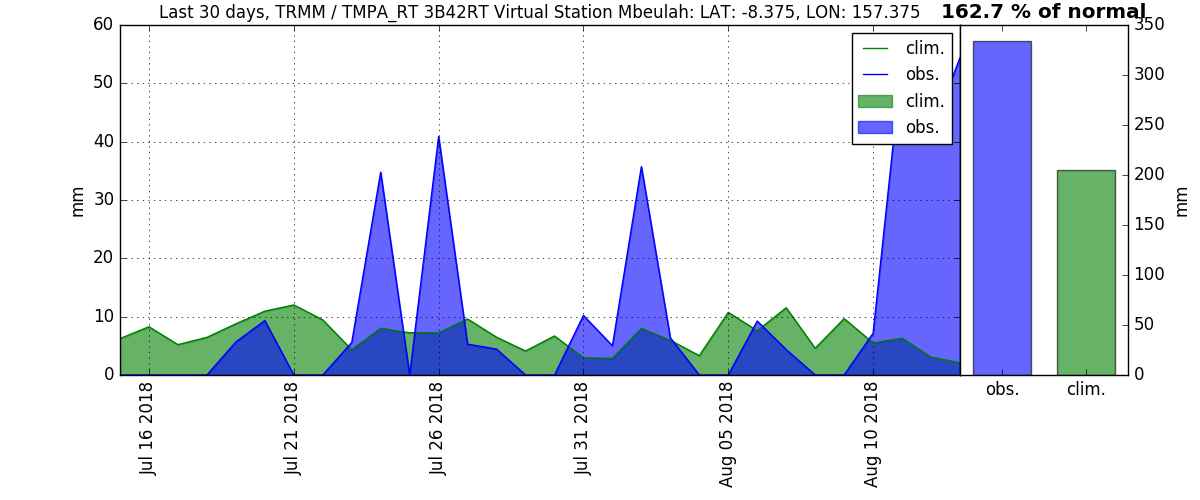 Last 30 days, TRMM / TMPA_RT 3B42RT Virtual Station Mbeulah: LAT: -8.375, LON: 157.375
162.7 % of normal
clim.
obs.
clim.
obs.
mm
60
50
40
30
20
10
0
Jul 16 2018
Jul 21 2018
Jul 26 2018
Jul 31 2018
Aug 05 2018
Aug 10 2018
350
300
250
200
150
100
50
0
mm
obs.
clim.